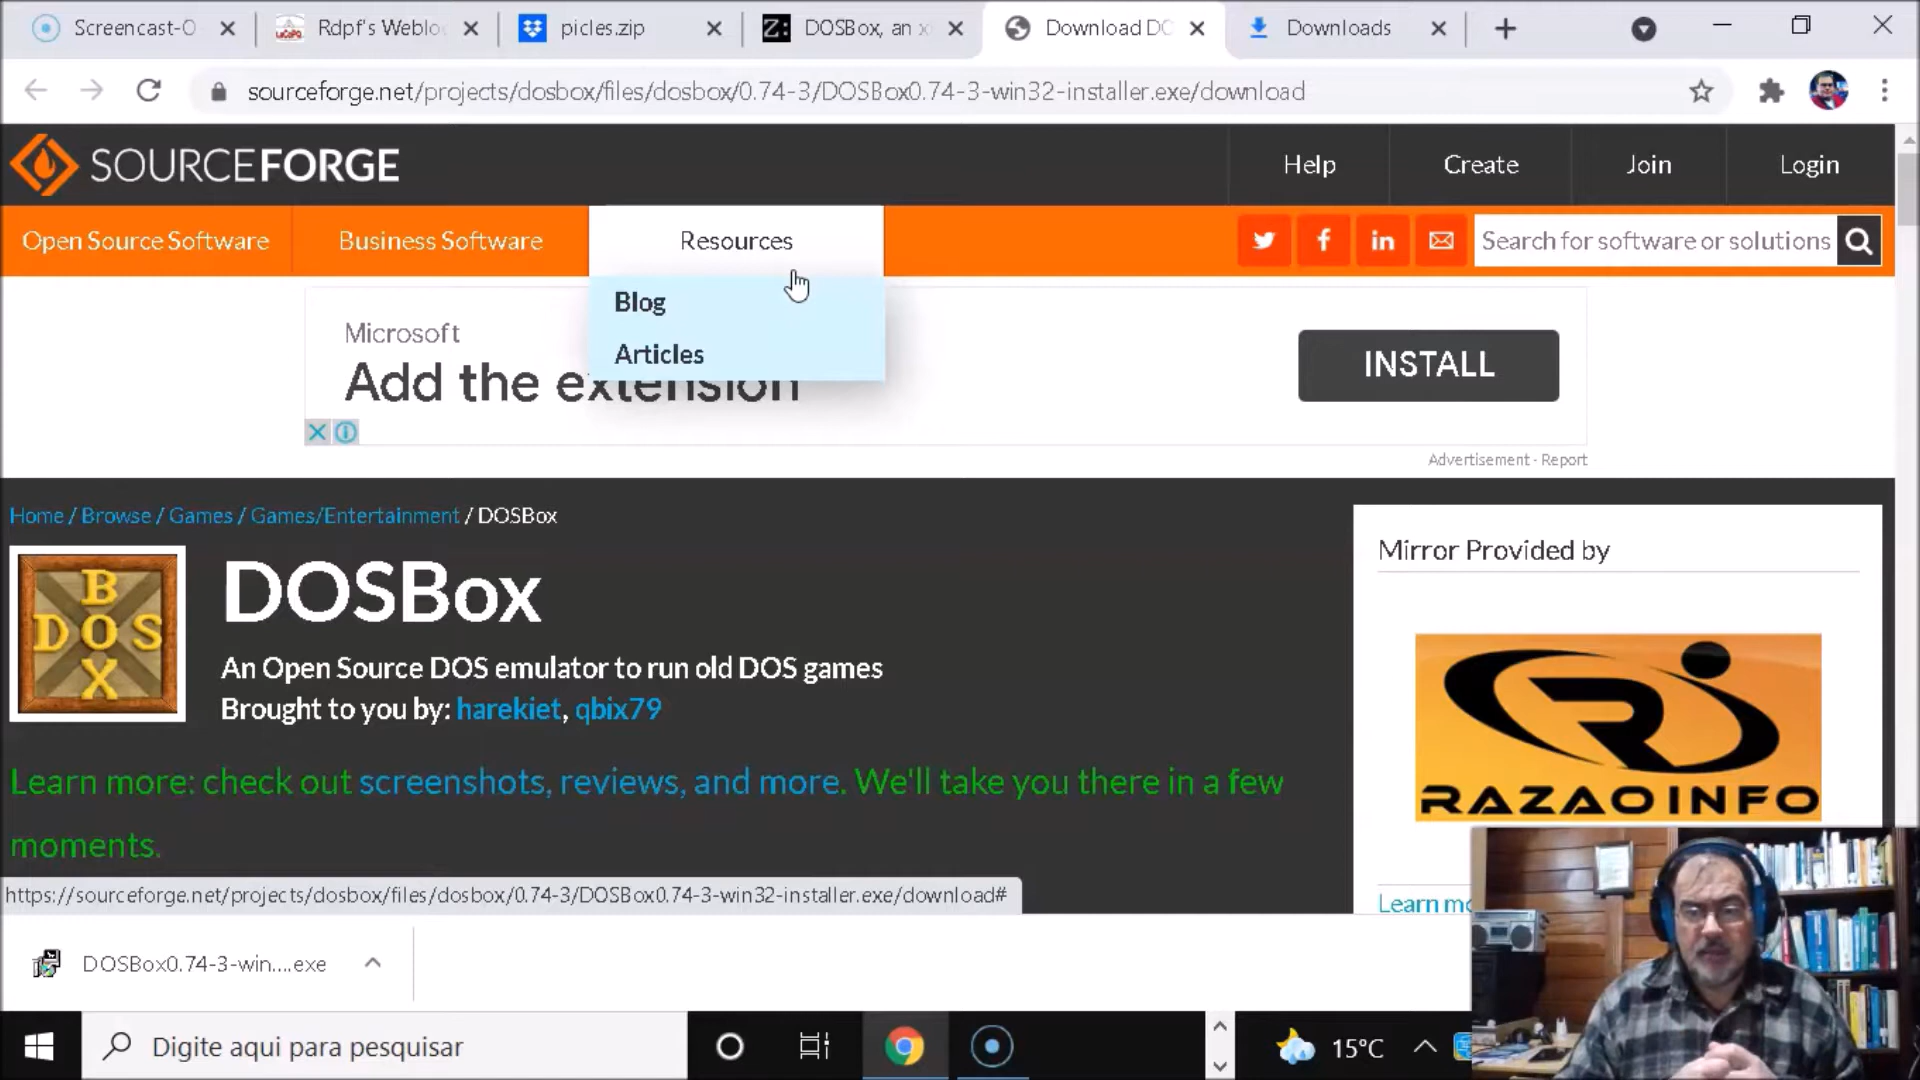 Screencast-O
Rdpf's Weblo
picles.zip
Z:
DOSBox, an x
Download DO
Downloads
sourceforge.net/projects/dosbox/files/dosbox/0.74-3/DOSBox0.74-3-win32-installer.exe/download
SOURCEFORGE
Help
Create
Join
Login
Open Source Software
Business Software
Resources
Search for software or solutions
Blog
Articles
Microsoft
Add the extension
INSTALL
Advertisement - Report
Home / Browse / Games / Games/Entertainment / DOSBox
Mirror Provided by
BOX
DOS
DOSBox
An Open Source DOS emulator to run old DOS games
Brought to you by: harekiet, qbix79
RAZAOINFO
Learn more: check out screenshots, reviews, and more. We'll take you there in a few
moments.
https://sourceforge.net/projects/dosbox/files/dosbox/0.74-3/DOSBox0.74-3-win32-installer.exe/download#
Learn mo
DOSBox0.74-3-win....exe
Digite aqui para pesquisar
15°C